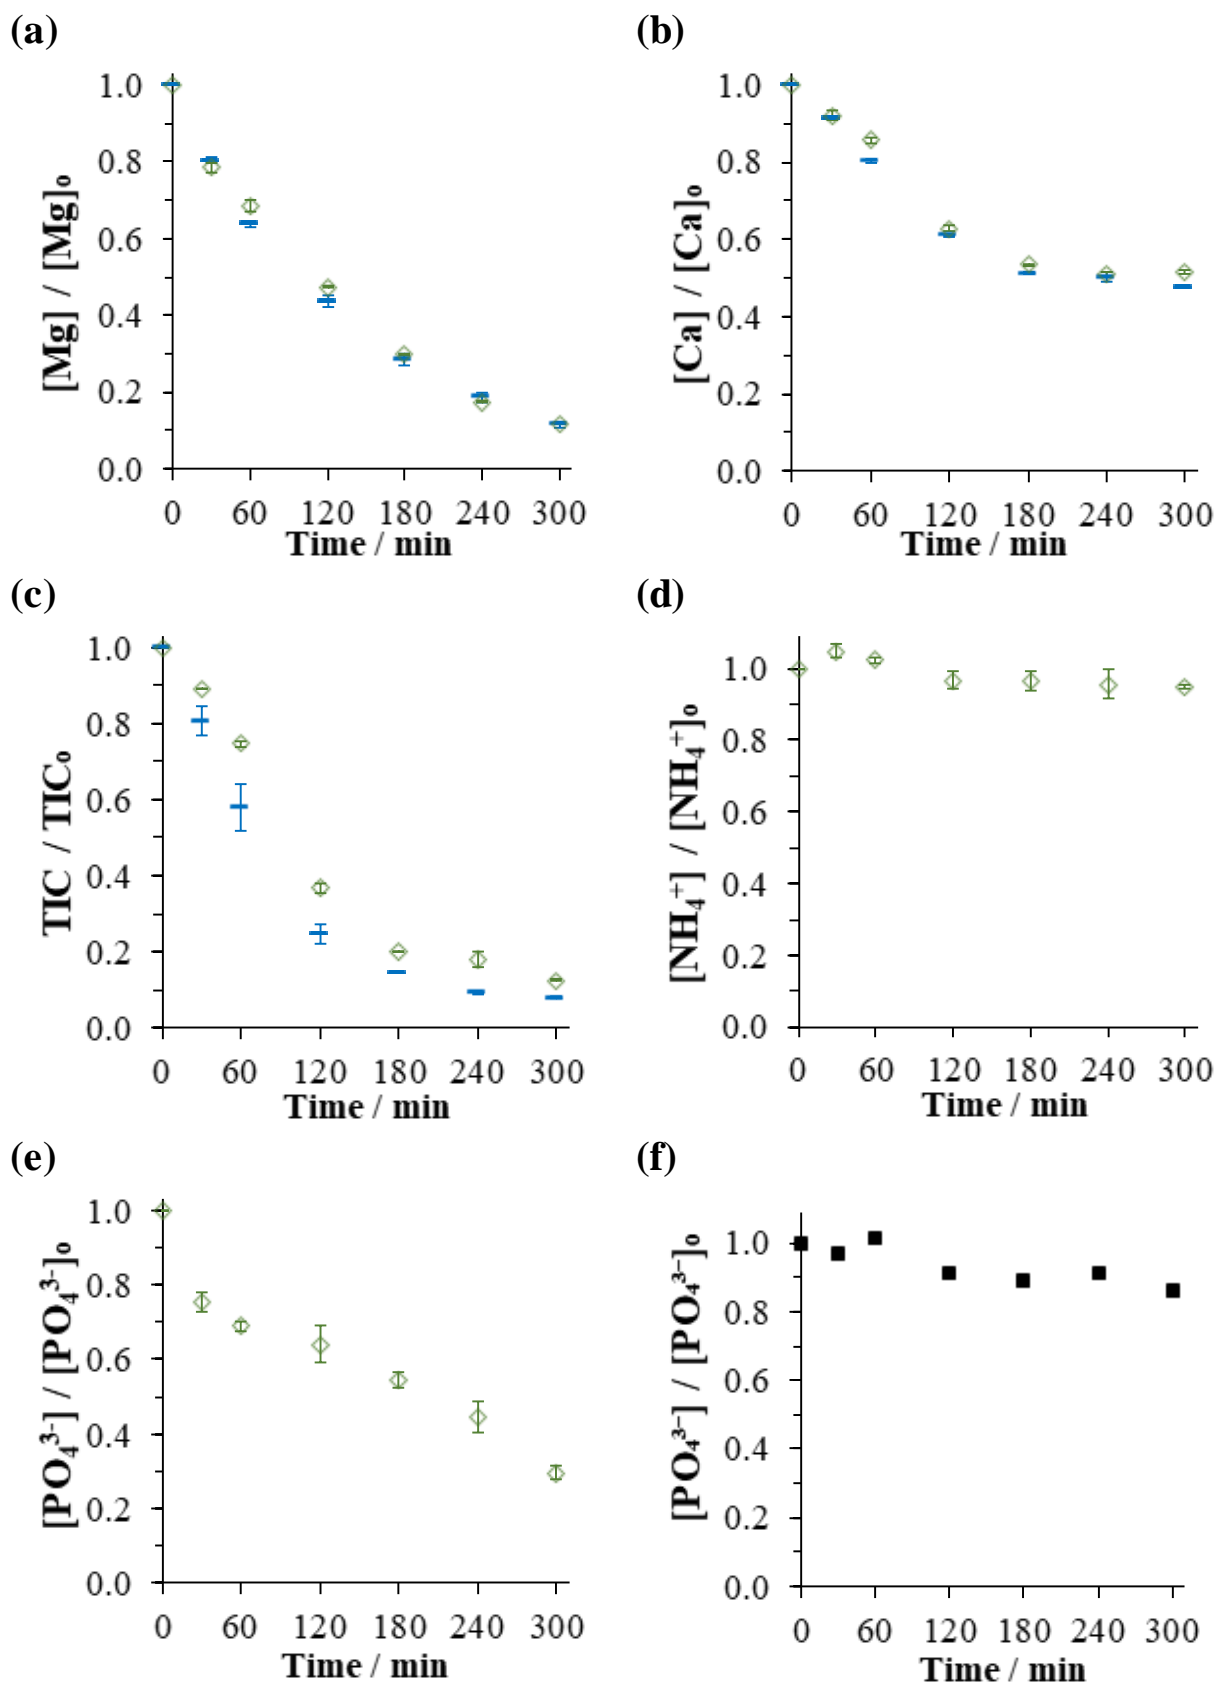 (a)
[Mg] / [Mg]₀
1.0
0.8
0.6
0.4
0.2
0.0
0 60 120 180 240 300
Time / min
(b)
[Ca] / [Ca]₀
1.0
0.8
0.6
0.4
0.2
0.0
0 60 120 180 240 300
Time / min
(c)
TIC / TIC₀
1.0
0.8
0.6
0.4
0.2
0.0
0 60 120 180 240 300
Time / min
(d)
[NH₄⁺] / [NH₄⁺]₀
1.0
0.8
0.6
0.4
0.2
0.0
0 60 120 180 240 300
Time / min
(e)
[PO₄³⁻] / [PO₄³⁻]₀
1.0
0.8
0.6
0.4
0.2
0.0
0 60 120 180 240 300
Time / min
(f)
[PO₄³⁻] / [PO₄³⁻]₀
1.0
0.8
0.6
0.4
0.2
0.0
0 60 120 180 240 300
Time / min